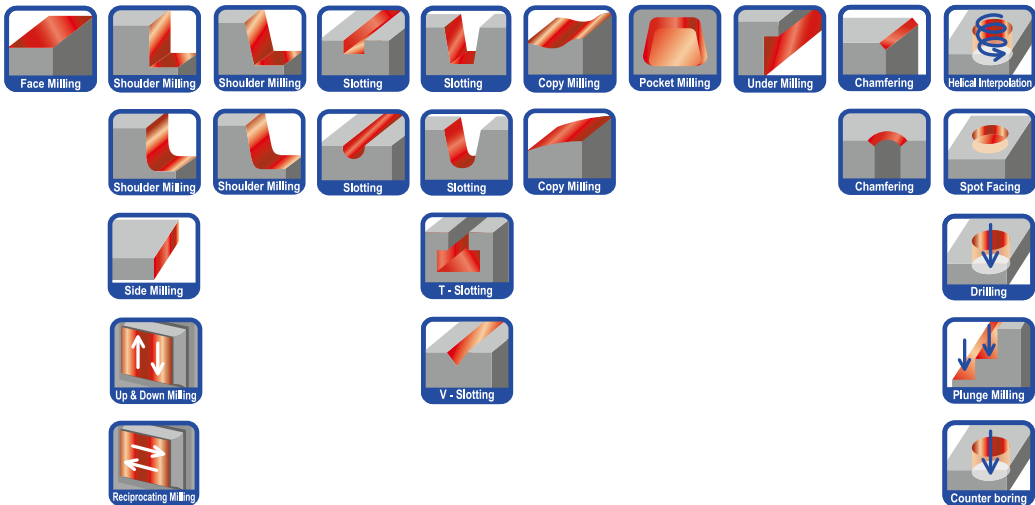 Face Milling
Shoulder Milling
Shoulder Milling
Slotting
Slotting
Copy Milling
Pocket Milling
Under Milling
Chamfering
Helical Interpolation
Shoulder Milling
Shoulder Milling
Slotting
Slotting
Copy Milling
Chamfering
Spot Facing
Side Milling
T - Slotting
Drilling
Up & Down Milling
V - Slotting
Plunge Milling
Reciprocating Milling
Counter boring